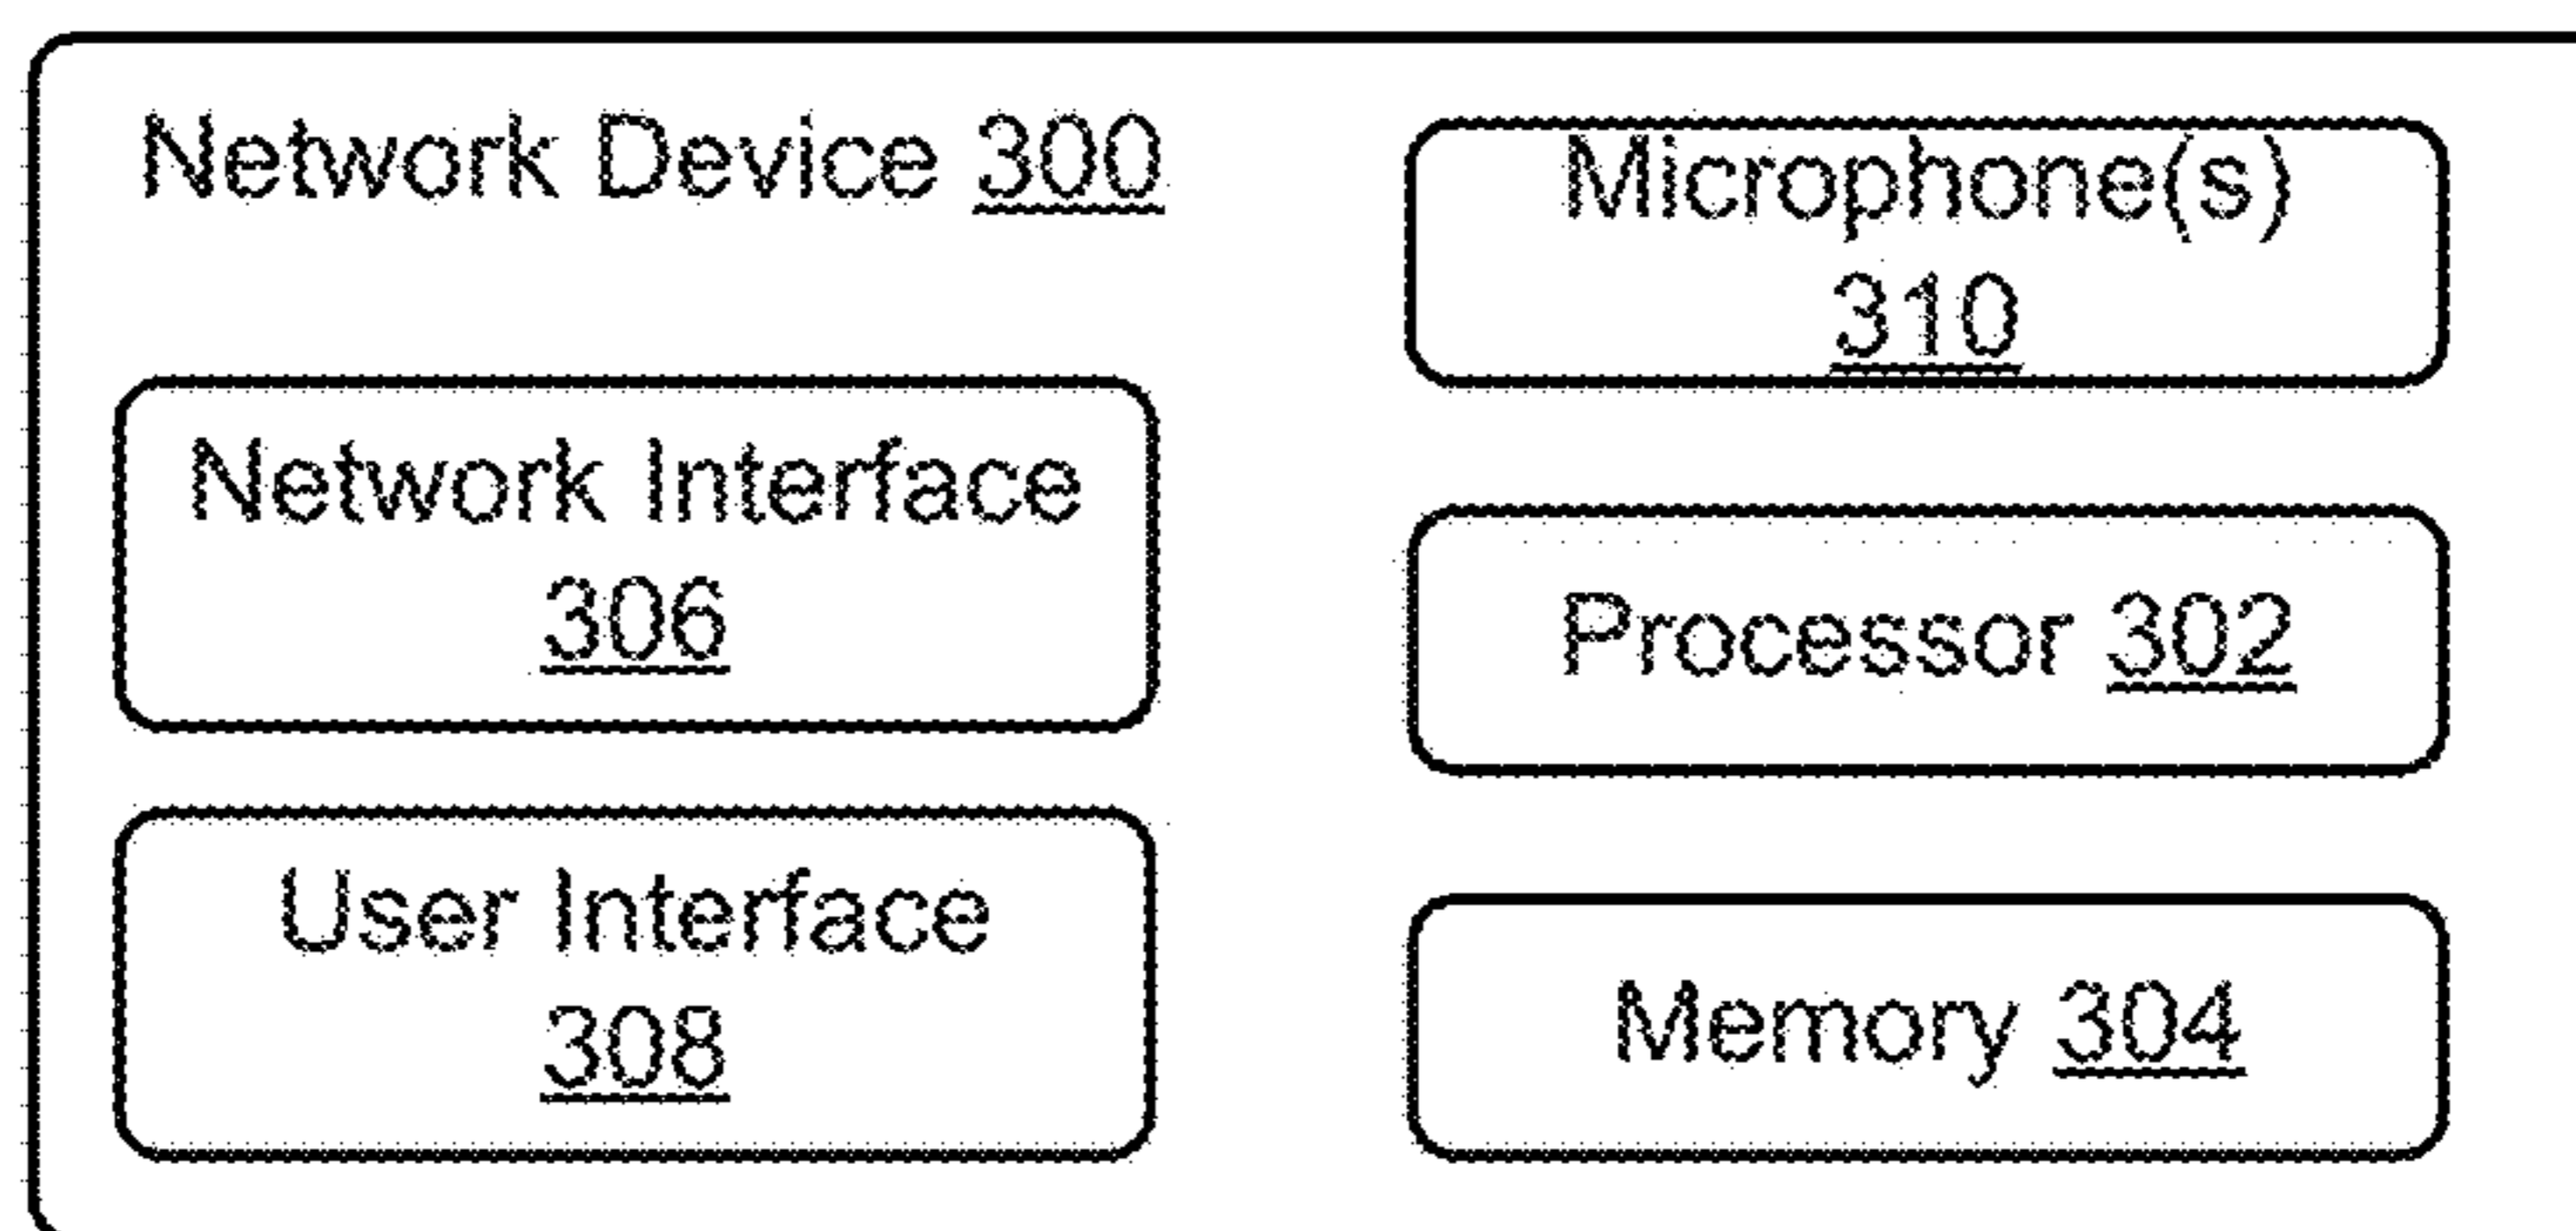 Network Device 300
Network Interface
306
User Interface
308
Microphone(s)
310
Processor 302
Memory 304